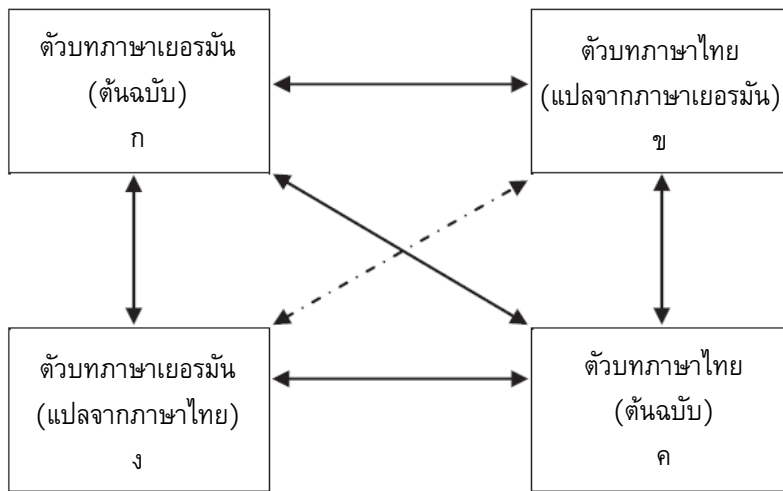 ตัวบทภาษาเยอรมัน
(ต้นฉบับ)
ก
ตัวบทภาษาไทย
(แปลจากภาษาเยอรมัน)
ข
ตัวบทภาษาเยอรมัน
(แปลจากภาษาไทย)
ง
ตัวบทภาษาไทย
(ต้นฉบับ)
ค